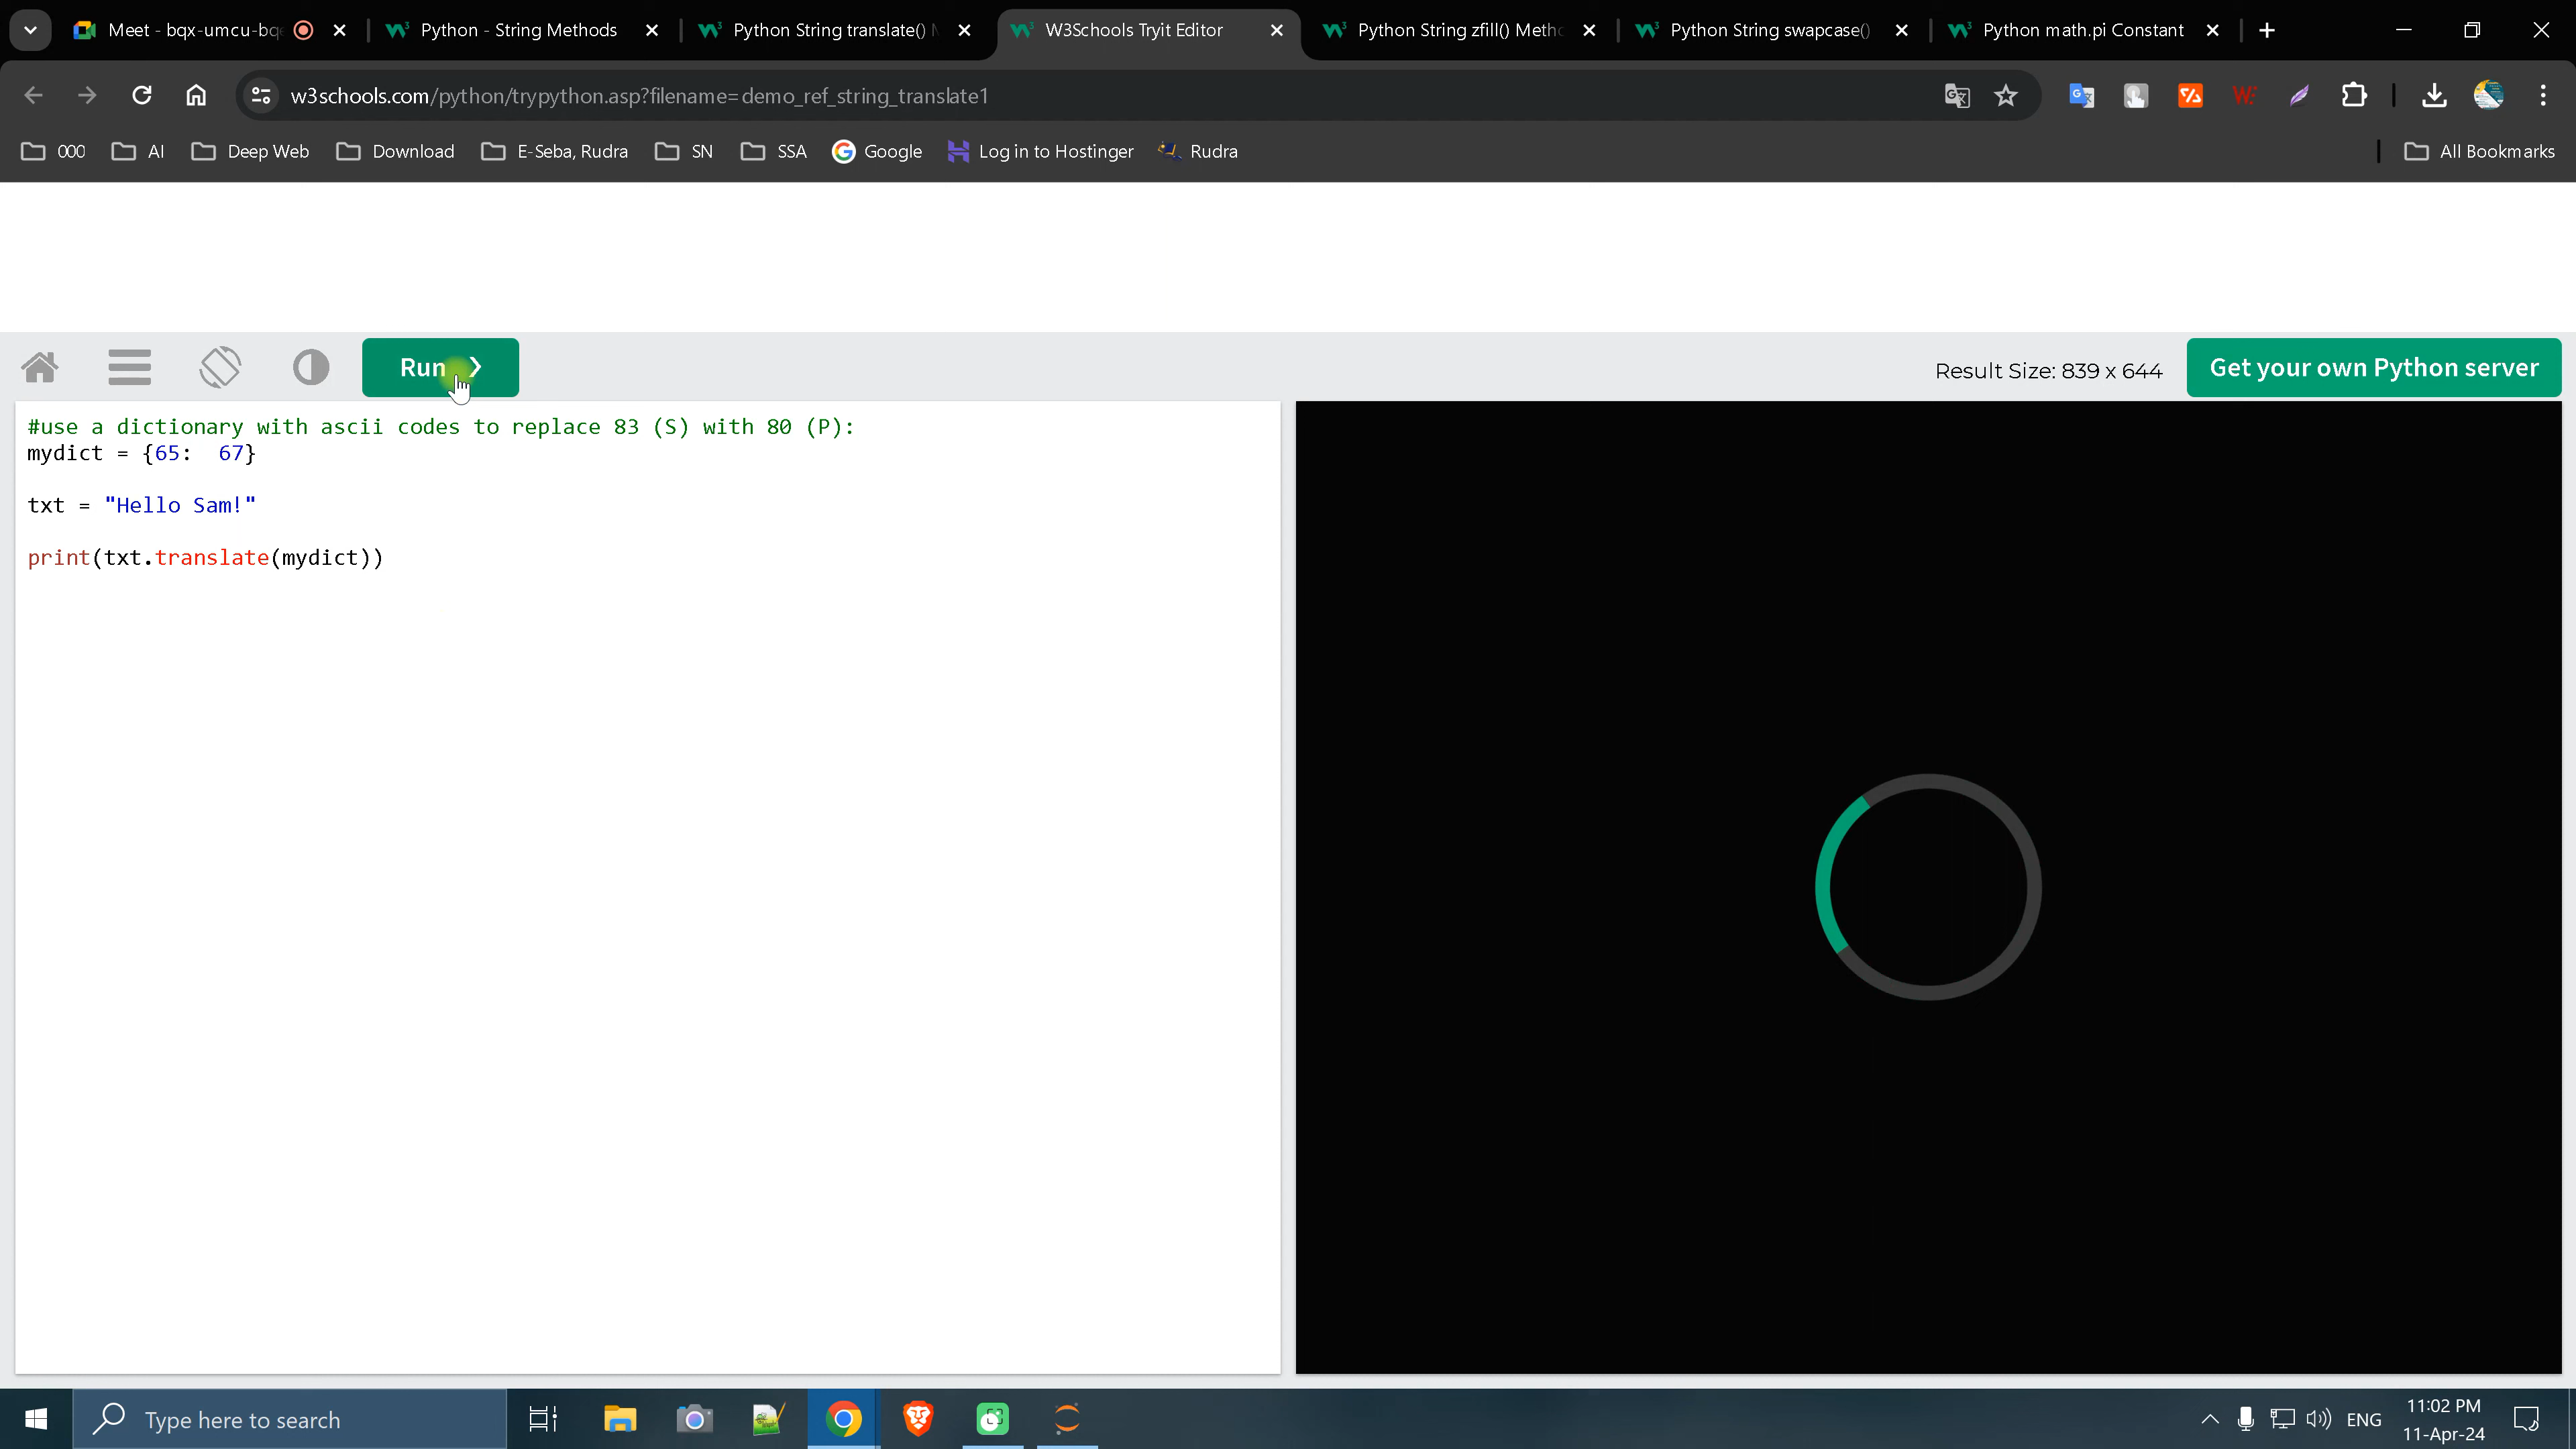 Meet - bqx-umcu-bqe
Python - String Methods
Python String translate() M
W3Schools Tryit Editor
Python String zfill() Metho
Python String swapcase()
Python math.pi Constant
w3schools.com/python/trypython.asp?filename=demo_ref_string_translate1
000
AI
Deep Web
Download
E-Seba, Rudra
SN
SSA
Google
Log in to Hostinger
Rudra
All Bookmarks
Run ❯
Result Size: 839 x 644
Get your own Python server
#use a dictionary with ascii codes to replace 83 (S) with 80 (P):
mydict = {65:  67}
txt = "Hello Sam!"
print(txt.translate(mydict))
Type here to search
ENG
11:02 PM
11-Apr-24